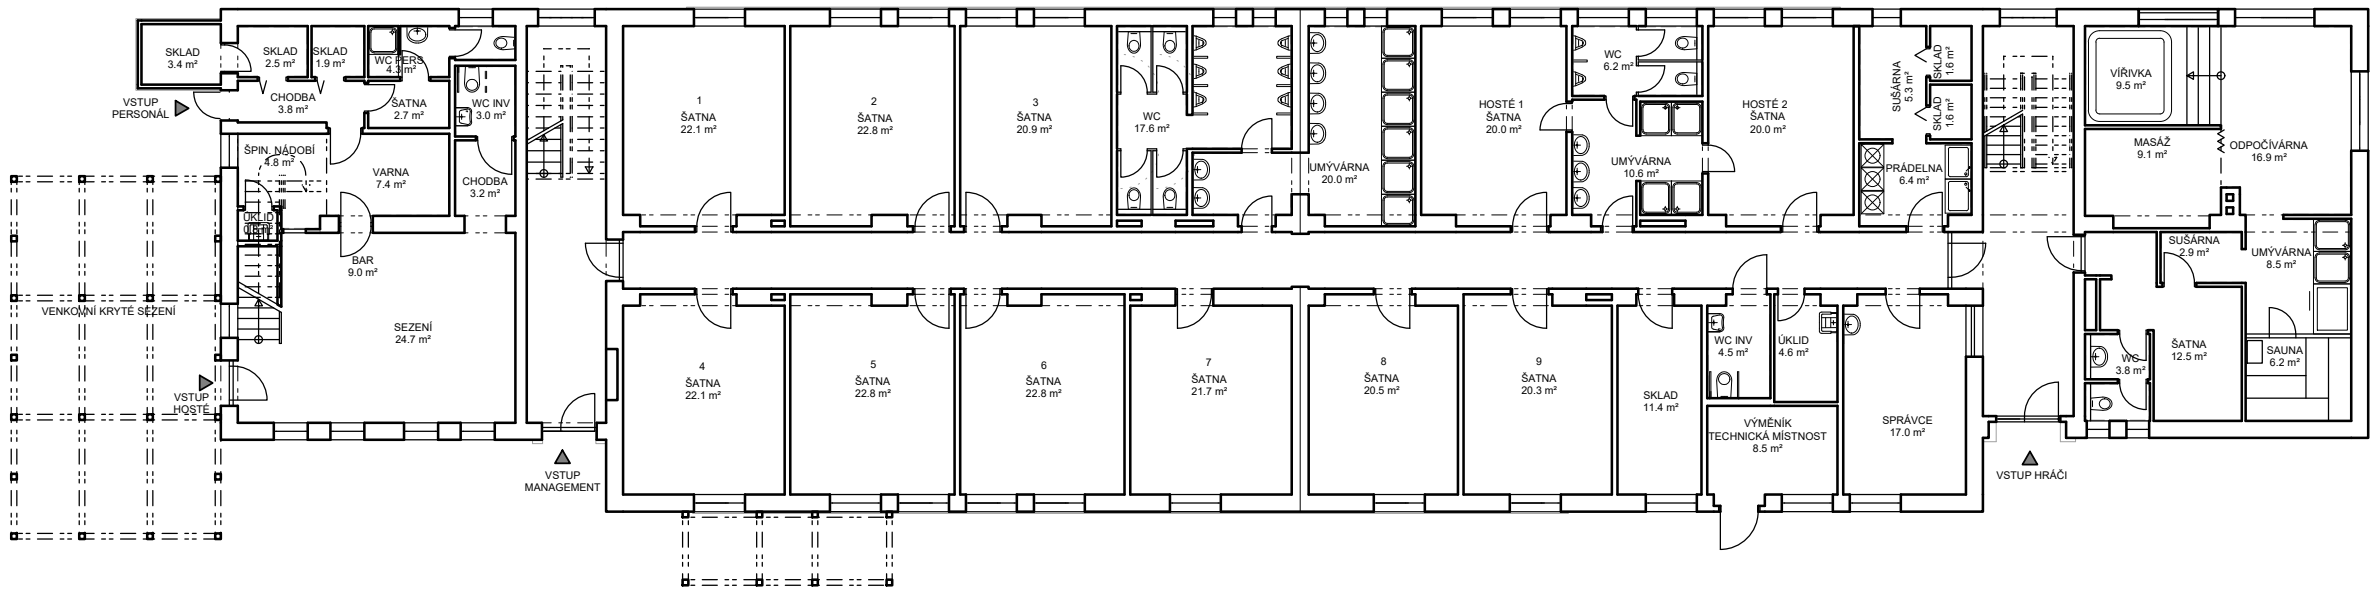 SKLAD
3.4 m²
SKLAD
2.5 m²
SKLAD
1.9 m²
WC PERS
4.3 m²
VSTUP
PERSONÁL
CHODBA
3.8 m²
ŠATNA
2.7 m²
WC INV
3.0 m²
ŠPIN. NÁDOBÍ
4.8 m²
VARNA
7.4 m²
CHODBA
3.2 m²
ÚKLID
BAR
9.0 m²
VENKOVNÍ KRYTÉ SEZENÍ
SEZENÍ
24.7 m²
VSTUP
HOSTÉ
VSTUP
MANAGEMENT
1
ŠATNA
22.1 m²
2
ŠATNA
22.8 m²
3
ŠATNA
20.9 m²
WC
17.6 m²
UMÝVÁRNA
20.0 m²
HOSTÉ 1
ŠATNA
20.0 m²
WC
6.2 m²
UMÝVÁRNA
10.6 m²
HOSTÉ 2
ŠATNA
20.0 m²
SUŠÁRNA
5.3 m²
SKLAD
1.6 m²
SKLAD
1.6 m²
PRÁDELNA
6.4 m²
VÍŘIVKA
9.5 m²
MASÁŽ
9.1 m²
ODPOČÍVÁRNA
16.9 m²
SUŠÁRNA
2.9 m²
UMÝVÁRNA
8.5 m²
4
ŠATNA
22.1 m²
5
ŠATNA
22.8 m²
6
ŠATNA
22.8 m²
7
ŠATNA
21.7 m²
8
ŠATNA
20.5 m²
9
ŠATNA
20.3 m²
SKLAD
11.4 m²
WC INV
4.5 m²
ÚKLID
4.6 m²
VÝMĚNÍK
TECHNICKÁ MÍSTNOST
8.5 m²
SPRÁVCE
17.0 m²
VSTUP HRÁČI
WC
3.8 m²
ŠATNA
12.5 m²
SAUNA
6.2 m²